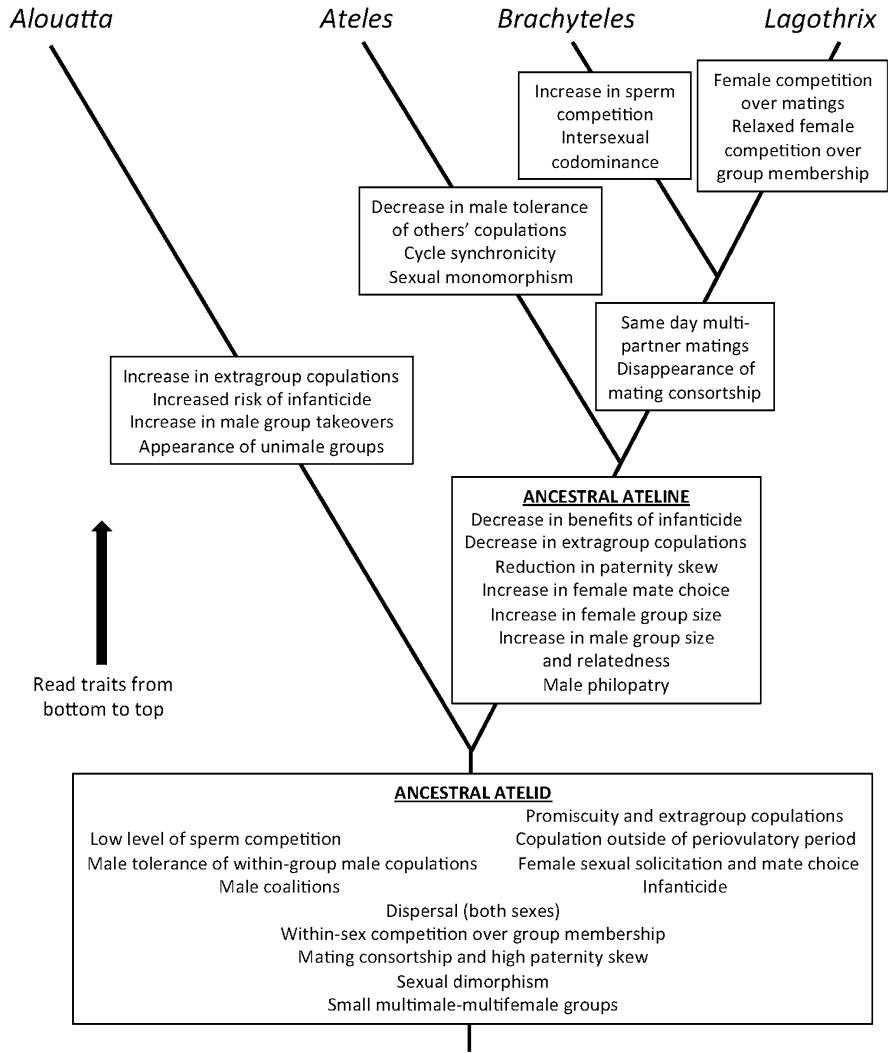 Alouatta
Ateles
Brachyteles
Lagothrix
Increase in sperm
competition
Intersexual
codominance
Female competition
over matings
Relaxed female
competition over
group membership
Decrease in male tolerance
of others’ copulations
Cycle synchronicity
Sexual monomorphism
Same day multi-
partner matings
Disappearance of
mating consortship
Increase in extragroup copulations
Increased risk of infanticide
Increase in male group takeovers
Appearance of unimale groups
ANCESTRAL ATELINE
Decrease in benefits of infanticide
Decrease in extragroup copulations
Reduction in paternity skew
Increase in female mate choice
Increase in female group size
Increase in male group size
and relatedness
Male philopatry
Read traits from
bottom to top
ANCESTRAL ATELID
Low level of sperm competition
Male tolerance of within-group male copulations
Male coalitions
Promiscuity and extragroup copulations
Copulation outside of periovulatory period
Female sexual solicitation and mate choice
Infanticide
Dispersal (both sexes)
Within-sex competition over group membership
Mating consortship and high paternity skew
Sexual dimorphism
Small multimale-multifemale groups